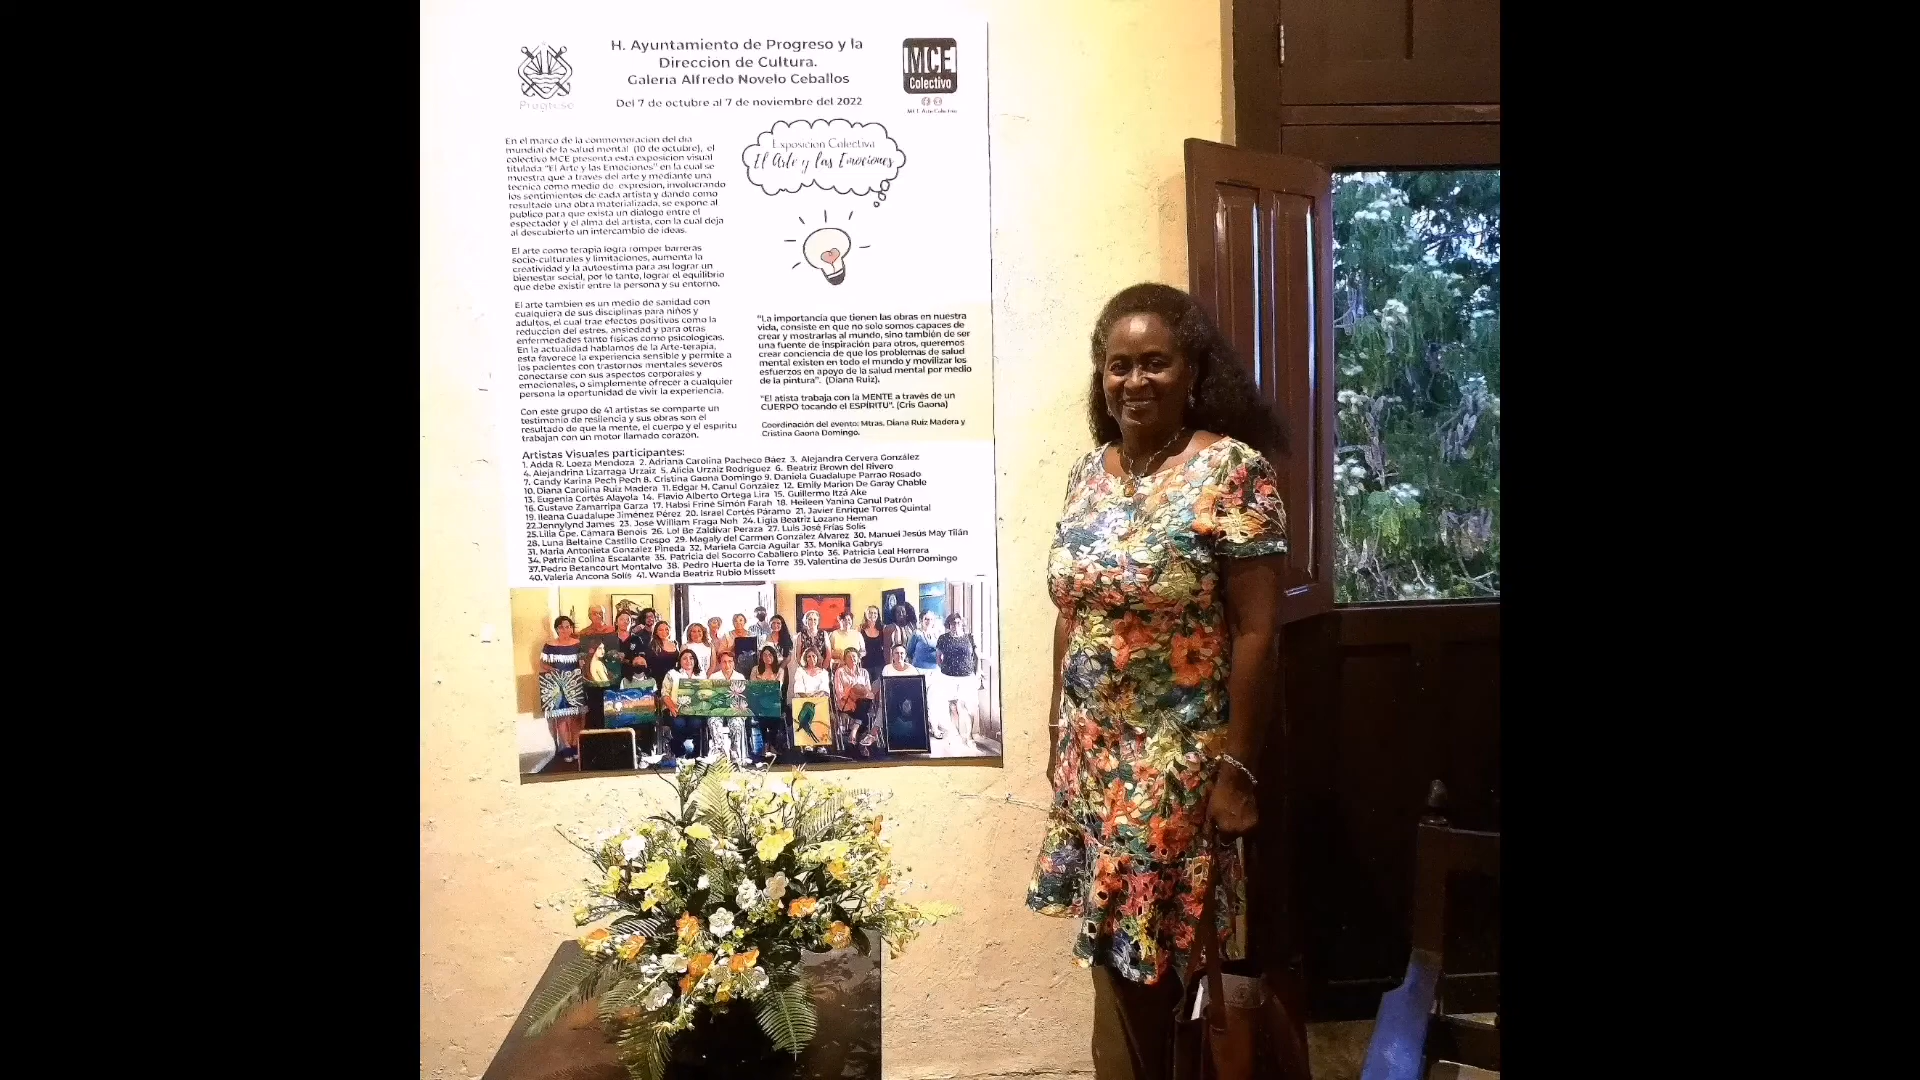 H. Ayuntamiento de Progreso y la
Direccion de Cultura.
Galeria Alfredo Novelo Ceballos
Del 7 de octubre al 7 de noviembre del 2022
Progreso
MCE
Colectivo
MCE Arte Colectivo
En el marco de la conmemoracion del dia
mundial de la salud mental (10 de octubre), el
colectivo MCE presenta esta exposicion visual
titulada "El Arte y las Emociones" en la cual se
muestra que a traves del arte y mediante una
tecnica como medio de expresion, involucrando
los sentimientos de cada artista y dando como
resultado una obra materializada, se expone al
publico para que exista un dialogo entre el
espectador y el alma del artista, con la cual deja
al descubierto un intercambio de ideas.
El arte como terapia logra romper barreras
socio-culturales y limitaciones, aumenta la
creatividad y la autoestima para asi lograr un
bienestar social, por lo tanto, lograr el equilibrio
que debe existir entre la persona y su entorno.
El arte tambien es un medio de sanidad con
cualquiera de sus disciplinas para niños y
adultos, el cual trae efectos positivos como la
reduccion del estres, ansiedad y para otras
enfermedades tanto fisicas como psicologicas.
En la actualidad hablamos de la Arte-terapia,
esta favorece la experiencia sensible y permite a
los pacientes con trastornos mentales severos
conectarse con sus aspectos corporales y
emocionales, o simplemente ofrecer a cualquier
persona la oportunidad de vivir la experiencia.
Con este grupo de 41 artistas se comparte un
testimonio de resilencia y sus obras son el
resultado de que la mente, el cuerpo y el espiritu
trabajan con un motor llamado corazon.
Exposicion Colectiva
El Arte y las Emociones
"La importancia que tienen las obras en nuestra
vida, consiste en que no solo somos capaces de
crear y mostrarlas al mundo, sino también de ser
una fuente de inspiración para otros, queremos
crear conciencia de que los problemas de salud
mental existen en todo el mundo y movilizar los
esfuerzos en apoyo de la salud mental por medio
de la pintura". (Diana Ruiz).
"El atista trabaja con la MENTE a través de un
CUERPO tocando el ESPÍRITU". (Cris Gaona)
Coordinación del evento: Mtras. Diana Ruiz Madera y
Cristina Gaona Domingo.
Artistas Visuales participantes:
1. Adda R. Loeza Mendoza 2. Adriana Carolina Pacheco Báez 3. Alejandra Cervera González
4. Alejandrina Lizarraga Urzaiz 5. Alicia Urzaiz Rodriguez 6. Beatriz Brown del Rivero
7. Candy Karina Pech Pech 8. Cristina Gaona Domingo 9. Daniela Guadalupe Parrao Rosado
10. Diana Carolina Ruiz Madera 11. Edgar H. Canul González 12. Emily Marion De Garay Chable
13. Eugenia Cortés Alayola 14. Flavio Alberto Ortega Lira 15. Guillermo Itzá Ake
16. Gustavo Zamarripa Garza 17. Habsi Frine Simón Farah 18. Heileen Yanina Canul Patrón
19. Ileana Guadalupe Jiménez Pérez 20. Israel Cortés Páramo 21. Javier Enrique Torres Quintal
22.Jennylynd James 23. José William Fraga Noh 24. Ligia Beatriz Lozano Heman
25.Lilia Gpe. Cámara Benois 26. Lol Be Zaldívar Peraza 27. Luis José Frías Solis
28. Luna Beltaine Castillo Crespo 29. Magaly del Carmen González Álvarez 30. Manuel Jesús May Tilán
31. Maria Antonieta Gonzalez Pineda 32. Mariela García Aguilar 33. Monika Gabrys
34. Patricia Colina Escalante 35. Patricia del Socorro Caballero Pinto 36. Patricia Leal Herrera
37.Pedro Betancourt Montalvo 38. Pedro Huerta de la Torre 39.Valentina de Jesús Durán Domingo
40.Valeria Ancona Solís 41. Wanda Beatriz Rubio Missett